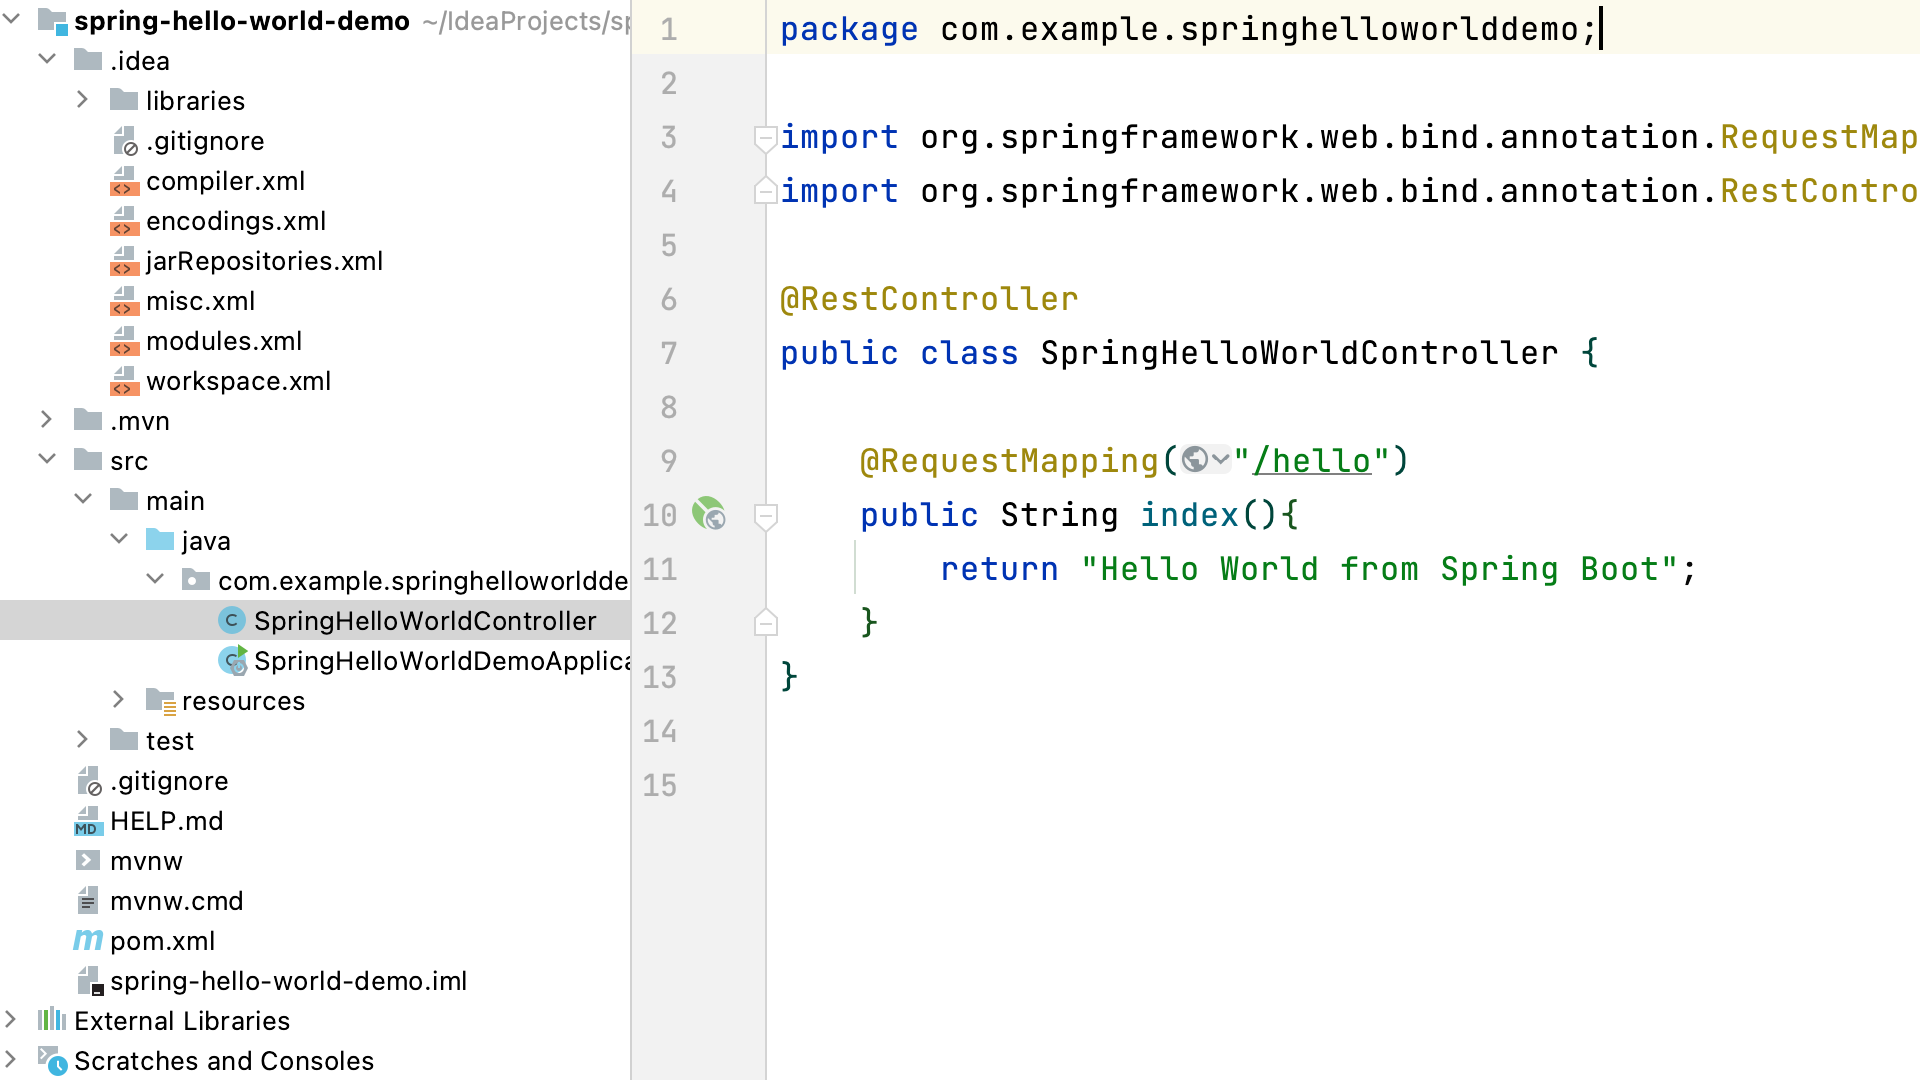 spring-hello-world-demo ~/IdeaProjects/sp
.idea
libraries
.gitignore
compiler.xml
encodings.xml
jarRepositories.xml
misc.xml
modules.xml
workspace.xml
.mvn
src
main
java
com.example.springhelloworldde
SpringHelloWorldController
SpringHelloWorldDemoApplica
resources
test
.gitignore
HELP.md
mvnw
mvnw.cmd
pom.xml
spring-hello-world-demo.iml
External Libraries
Scratches and Consoles
1 package com.example.springhelloworlddemo;
2
3 import org.springframework.web.bind.annotation.RequestMap
4 import org.springframework.web.bind.annotation.RestContro
5
6 @RestController
7 public class SpringHelloWorldController {
8
9 @RequestMapping("/hello")
10 public String index(){
11 return "Hello World from Spring Boot";
12 }
13 }
14
15